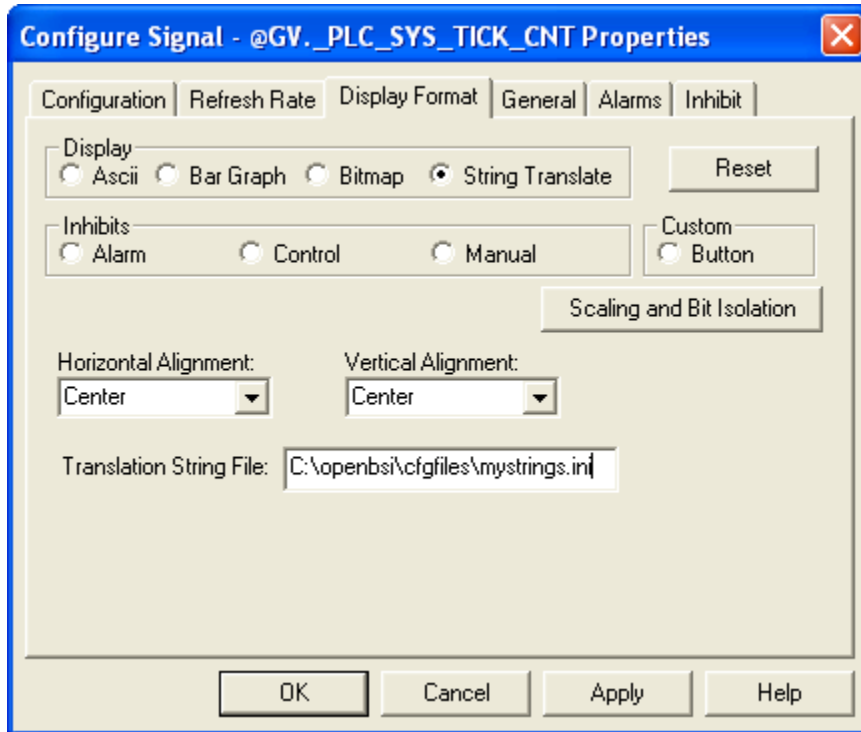 Configure Signal - @GV._PLC_SYS_TICK_CNT Properties
Configuration Refresh Rate Display Format General Alarms Inhibit
Display
Ascii Bar Graph Bitmap String Translate Reset
Inhibits Custom
Alarm Control Manual Button
Scaling and Bit Isolation
Horizontal Alignment: Vertical Alignment:
Center Center
Translation String File: C:\openbsi\cfgfiles\mystrings.ini
OK Cancel Apply Help